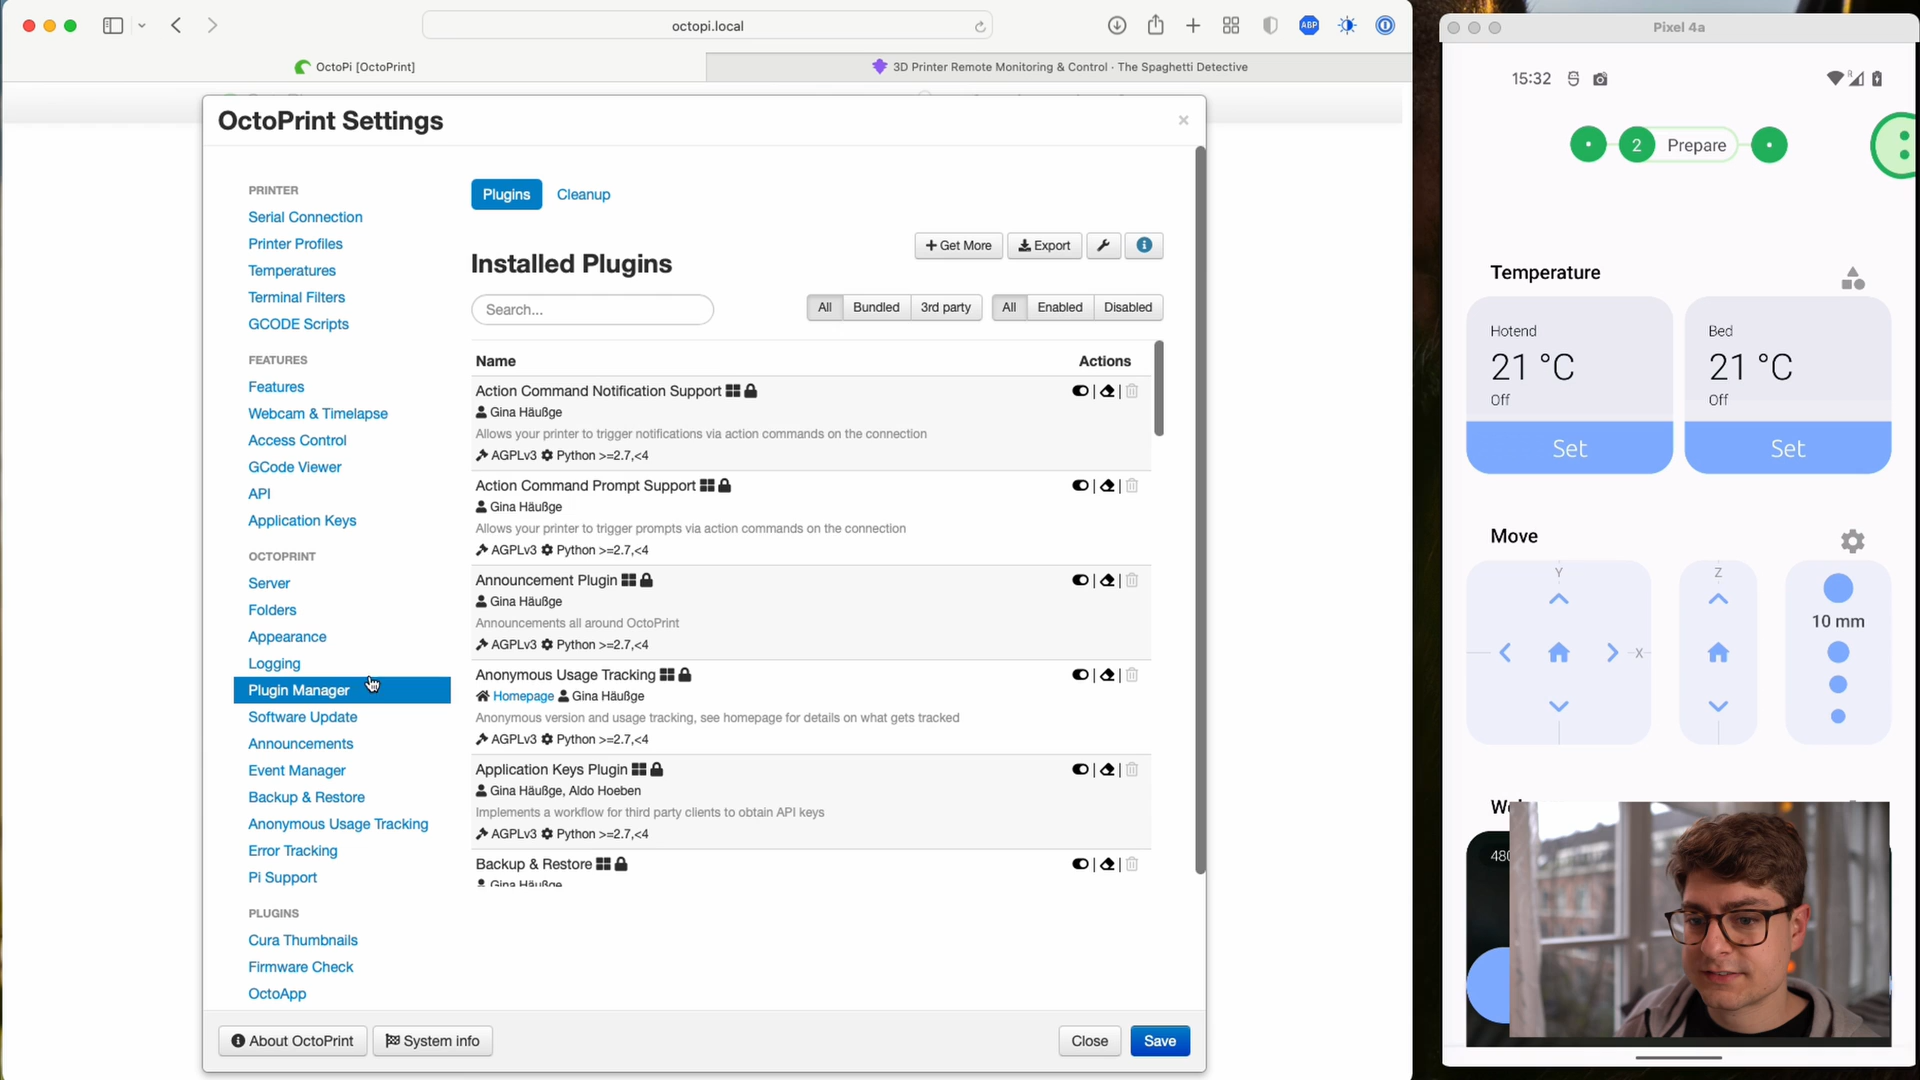 octopi.local
ABP
OctoPi [OctoPrint]
3D Printer Remote Monitoring & Control · The Spaghetti Detective
OctoPrint Settings
×
PRINTER
Serial Connection
Printer Profiles
Temperatures
Terminal Filters
GCODE Scripts
FEATURES
Features
Webcam & Timelapse
Access Control
GCode Viewer
API
Application Keys
OCTOPRINT
Server
Folders
Appearance
Logging
Plugin Manager
Software Update
Announcements
Event Manager
Backup & Restore
Anonymous Usage Tracking
Error Tracking
Pi Support
PLUGINS
Cura Thumbnails
Firmware Check
OctoApp
Plugins Cleanup
+ Get More Export
Installed Plugins
Search...
All Bundled 3rd party All Enabled Disabled
Name Actions
Action Command Notification Support
Gina Häußge
Allows your printer to trigger notifications via action commands on the connection
AGPLv3 Python >=2.7,<4
Action Command Prompt Support
Gina Häußge
Allows your printer to trigger prompts via action commands on the connection
AGPLv3 Python >=2.7,<4
Announcement Plugin
Gina Häußge
Announcements all around OctoPrint
AGPLv3 Python >=2.7,<4
Anonymous Usage Tracking
Homepage Gina Häußge
Anonymous version and usage tracking, see homepage for details on what gets tracked
AGPLv3 Python >=2.7,<4
Application Keys Plugin
Gina Häußge, Aldo Hoeben
Implements a workflow for third party clients to obtain API keys
AGPLv3 Python >=2.7,<4
Backup & Restore
Gina Häußge
About OctoPrint System info Close Save
Pixel 4a
15:32
2 Prepare
Temperature
Hotend
21 °C
Off
Set
Bed
21 °C
Off
Set
Move
Y
Z
10 mm
X
480